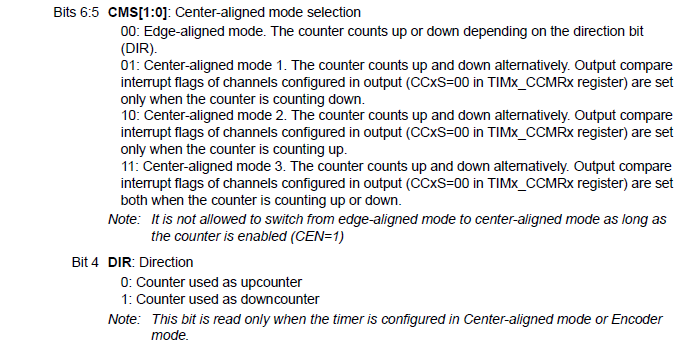 Bits 6:5 CMS[1:0]: Center-aligned mode selection
00: Edge-aligned mode. The counter counts up or down depending on the direction bit
(DIR).
01: Center-aligned mode 1. The counter counts up and down alternatively. Output compare
interrupt flags of channels configured in output (CCxS=00 in TIMx_CCMRx register) are set
only when the counter is counting down.
10: Center-aligned mode 2. The counter counts up and down alternatively. Output compare
interrupt flags of channels configured in output (CCxS=00 in TIMx_CCMRx register) are set
only when the counter is counting up.
11: Center-aligned mode 3. The counter counts up and down alternatively. Output compare
interrupt flags of channels configured in output (CCxS=00 in TIMx_CCMRx register) are set
both when the counter is counting up or down.
Note: It is not allowed to switch from edge-aligned mode to center-aligned mode as long as
the counter is enabled (CEN=1)
Bit 4 DIR: Direction
0: Counter used as upcounter
1: Counter used as downcounter
Note: This bit is read only when the timer is configured in Center-aligned mode or Encoder
mode.